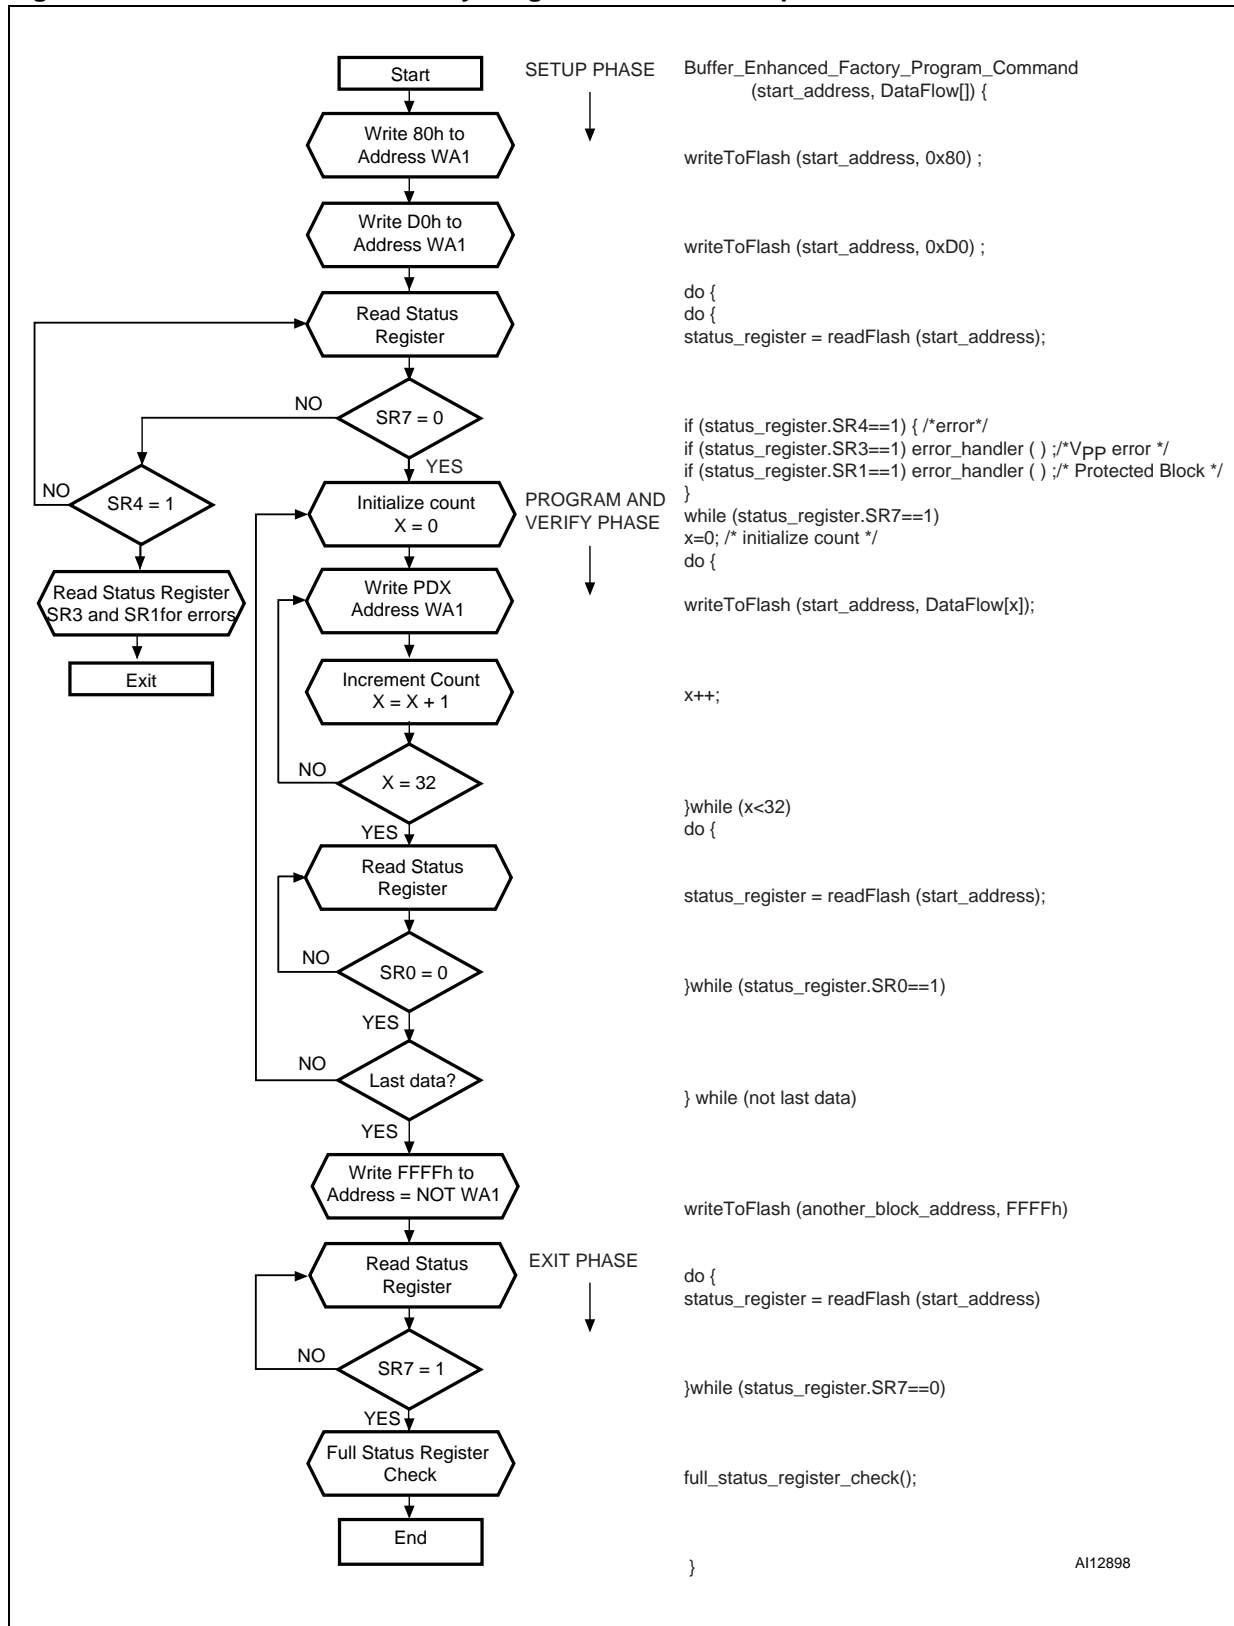 Start
SETUP PHASE
Buffer_Enhanced_Factory_Program_Command
(start_address, DataFlow[]) {
Write 80h to
Address WA1
writeToFlash (start_address, 0x80) ;
Write D0h to
Address WA1
writeToFlash (start_address, 0xD0) ;
do {
do {
Read Status
Register
status_register = readFlash (start_address);
NO
SR7 = 0
YES
if (status_register.SR4==1) { /*error*/
if (status_register.SR3==1) error_handler ( ) ;/*VPP error */
if (status_register.SR1==1) error_handler ( ) ;/* Protected Block */
}
while (status_register.SR7==1)
x=0; /* initialize count */
do {
NO
SR4 = 1
Initialize count
X = 0
PROGRAM AND
VERIFY PHASE
Read Status Register
SR3 and SR1for errors
Exit
Write PDX
Address WA1
writeToFlash (start_address, DataFlow[x]);
Increment Count
X = X + 1
x++;
NO
X = 32
YES
}while (x<32)
do {
Read Status
Register
status_register = readFlash (start_address);
NO
SR0 = 0
YES
}while (status_register.SR0==1)
NO
Last data?
YES
} while (not last data)
Write FFFFh to
Address = NOT WA1
writeToFlash (another_block_address, FFFFh)
Read Status
Register
EXIT PHASE
do {
status_register = readFlash (start_address)
NO
SR7 = 1
YES
}while (status_register.SR7==0)
Full Status Register
Check
full_status_register_check();
End
}
AI12898